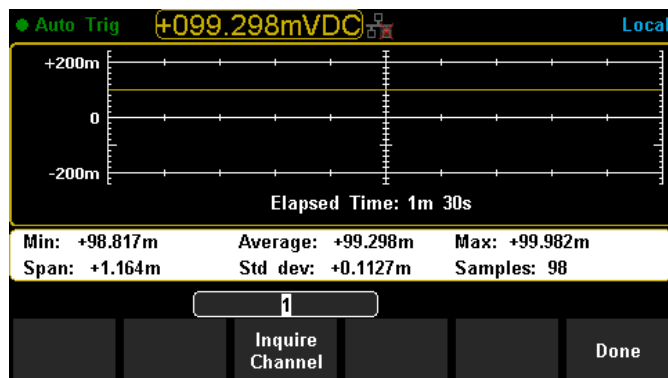 Auto Trig +099.298mVDC Local
+200m
0
-200m
Elapsed Time: 1m 30s
Min: +98.817m Average: +99.298m Max: +99.982m
Span: +1.164m Std dev: +0.1127m Samples: 98
1
Inquire
Channel
Done